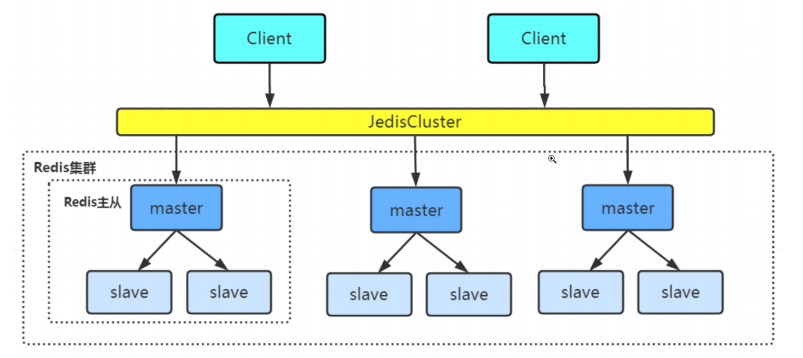 Client
Client
JedisCluster
Redis集群
Redis主从
master
master
master
slave
slave
slave
slave
slave
slave